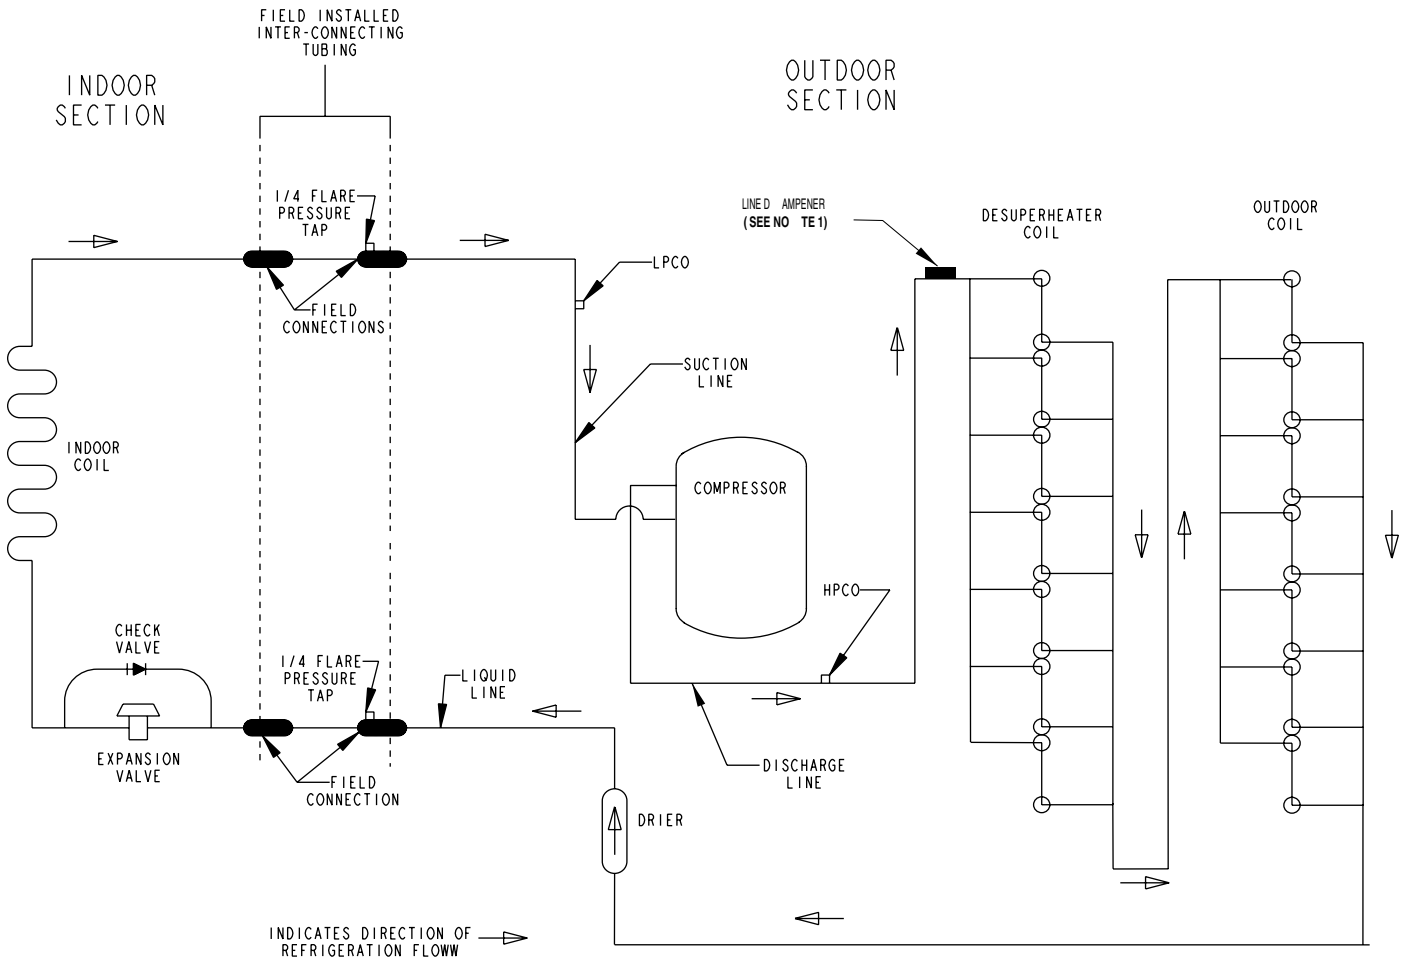 FIELD INSTALLED
INTER-CONNECTING
TUBING
INDOOR
SECTION
OUTDOOR
SECTION
1/4 FLARE
PRESSURE
TAP
LINE D AMPENER
(SEE NO TE 1)
DESUPERHEATER
COIL
OUTDOOR
COIL
LPCO
FIELD
CONNECTIONS
SUCTION
LINE
INDOOR
COIL
COMPRESSOR
HPCO
CHECK
VALVE
1/4 FLARE
PRESSURE
TAP
LIQUID
LINE
EXPANSION
VALVE
FIELD
CONNECTION
DISCHARGE
LINE
DRIER
INDICATES DIRECTION OF
REFRIGERATION FLOWW